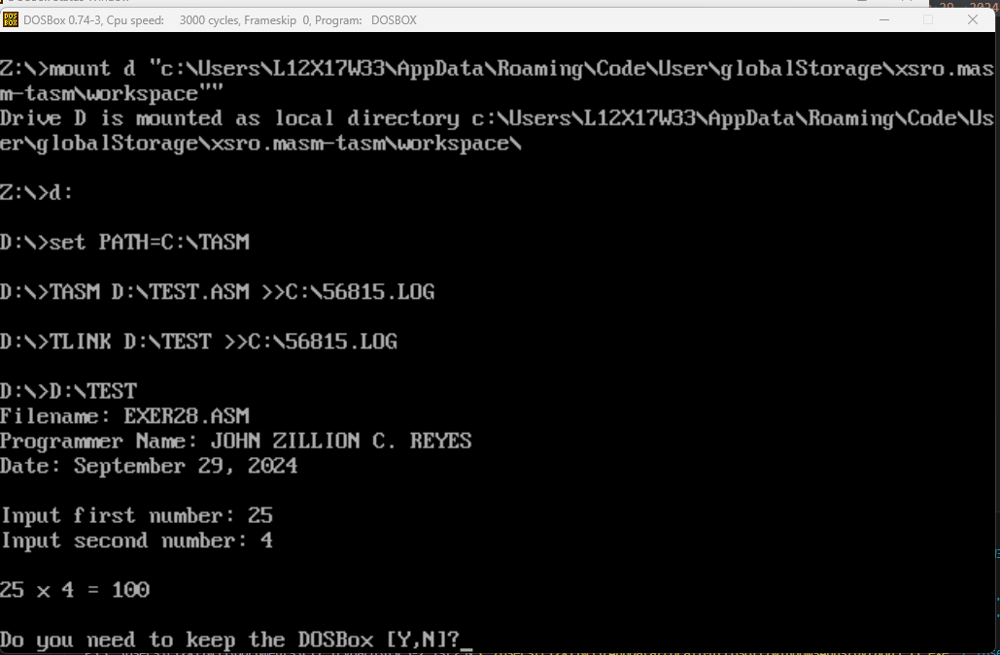 DOSBox 0.74-3, Cpu speed: 3000 cycles, Frameskip 0, Program: DOSBOX
Z:\>mount d "c:\Users\L12X17W33\AppData\Roaming\Code\User\globalStorage\xsro.mas
m-tasm\workspace""
Drive D is mounted as local directory c:\Users\L12X17W33\AppData\Roaming\Code\Us
er\globalStorage\xsro.masm-tasm\workspace\
Z:\>d:
D:\>set PATH=C:\TASM
D:\>TASM D:\TEST.ASM >>C:\56815.LOG
D:\>TLINK D:\TEST >>C:\56815.LOG
D:\>D:\TEST
Filename: EXER28.ASM
Programmer Name: JOHN ZILLION C. REYES
Date: September 29, 2024
Input first number: 25
Input second number: 4
25 x 4 = 100
Do you need to keep the DOSBox [Y,N]?_